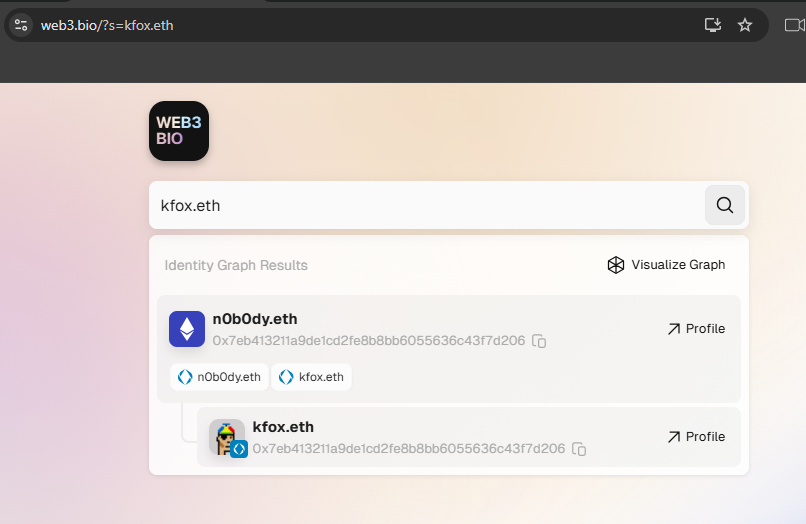 web3.bio/?s=kfox.eth
WEB3
BIO
kfox.eth
Identity Graph Results
Visualize Graph
n0b0dy.eth
0x7eb413211a9de1cd2fe8b8bb6055636c43f7d206
Profile
n0b0dy.eth kfox.eth
kfox.eth
0x7eb413211a9de1cd2fe8b8bb6055636c43f7d206
Profile